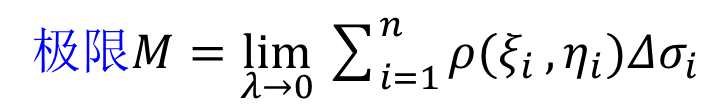 极限M = lim_{λ→0} ∑_{i=1}^{n} ρ(ξ_i , η_i)Δσ_i